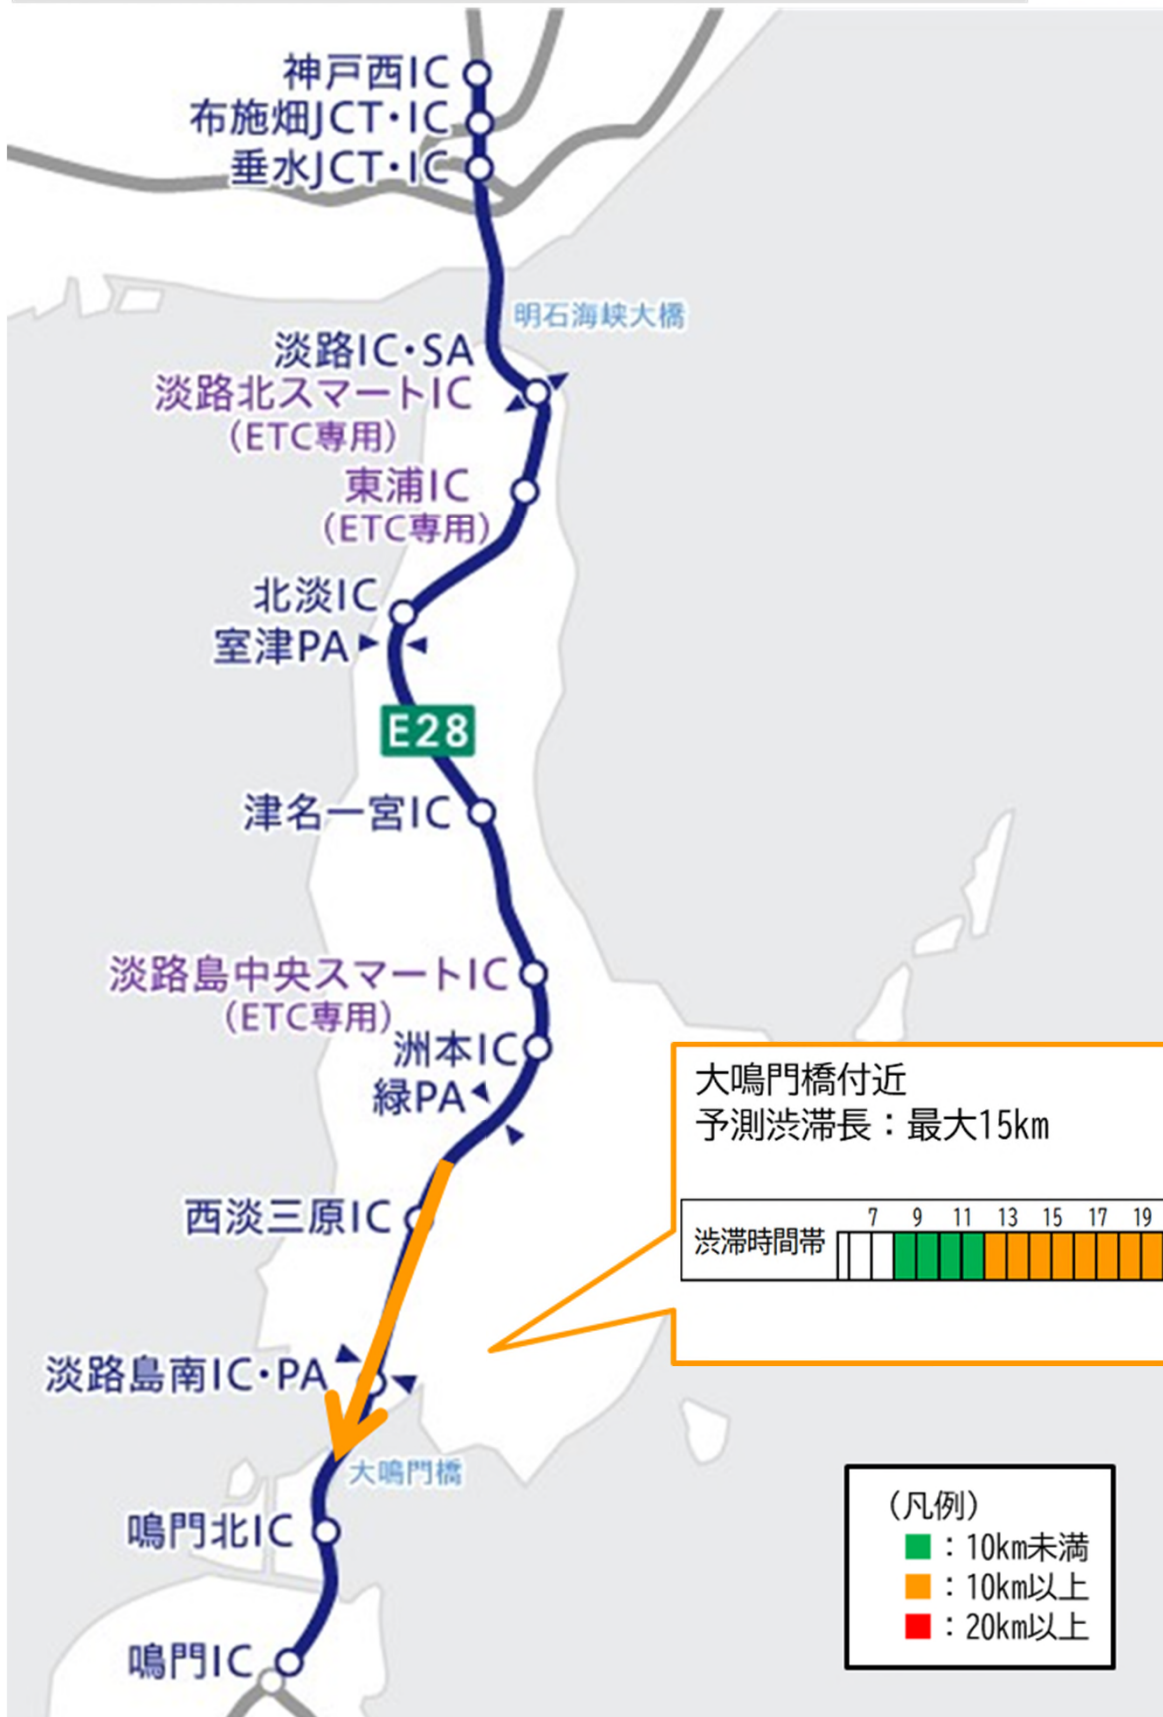 神戸西IC
布施畑JCT・IC
垂水JCT・IC
明石海峡大橋
淡路IC・SA
淡路北スマートIC
(ETC専用)
東浦IC
(ETC専用)
北淡IC
室津PA
E28
津名一宮IC
淡路島中央スマートIC
(ETC専用)
洲本IC
緑PA
大鳴門橋付近
予測渋滞長：最大15km
7 9 11 13 15 17 19
渋滞時間帯
西淡三原IC
淡路島南IC・PA
大鳴門橋
鳴門北IC
鳴門IC
（凡例）
：10km未満
：10km以上
：20km以上